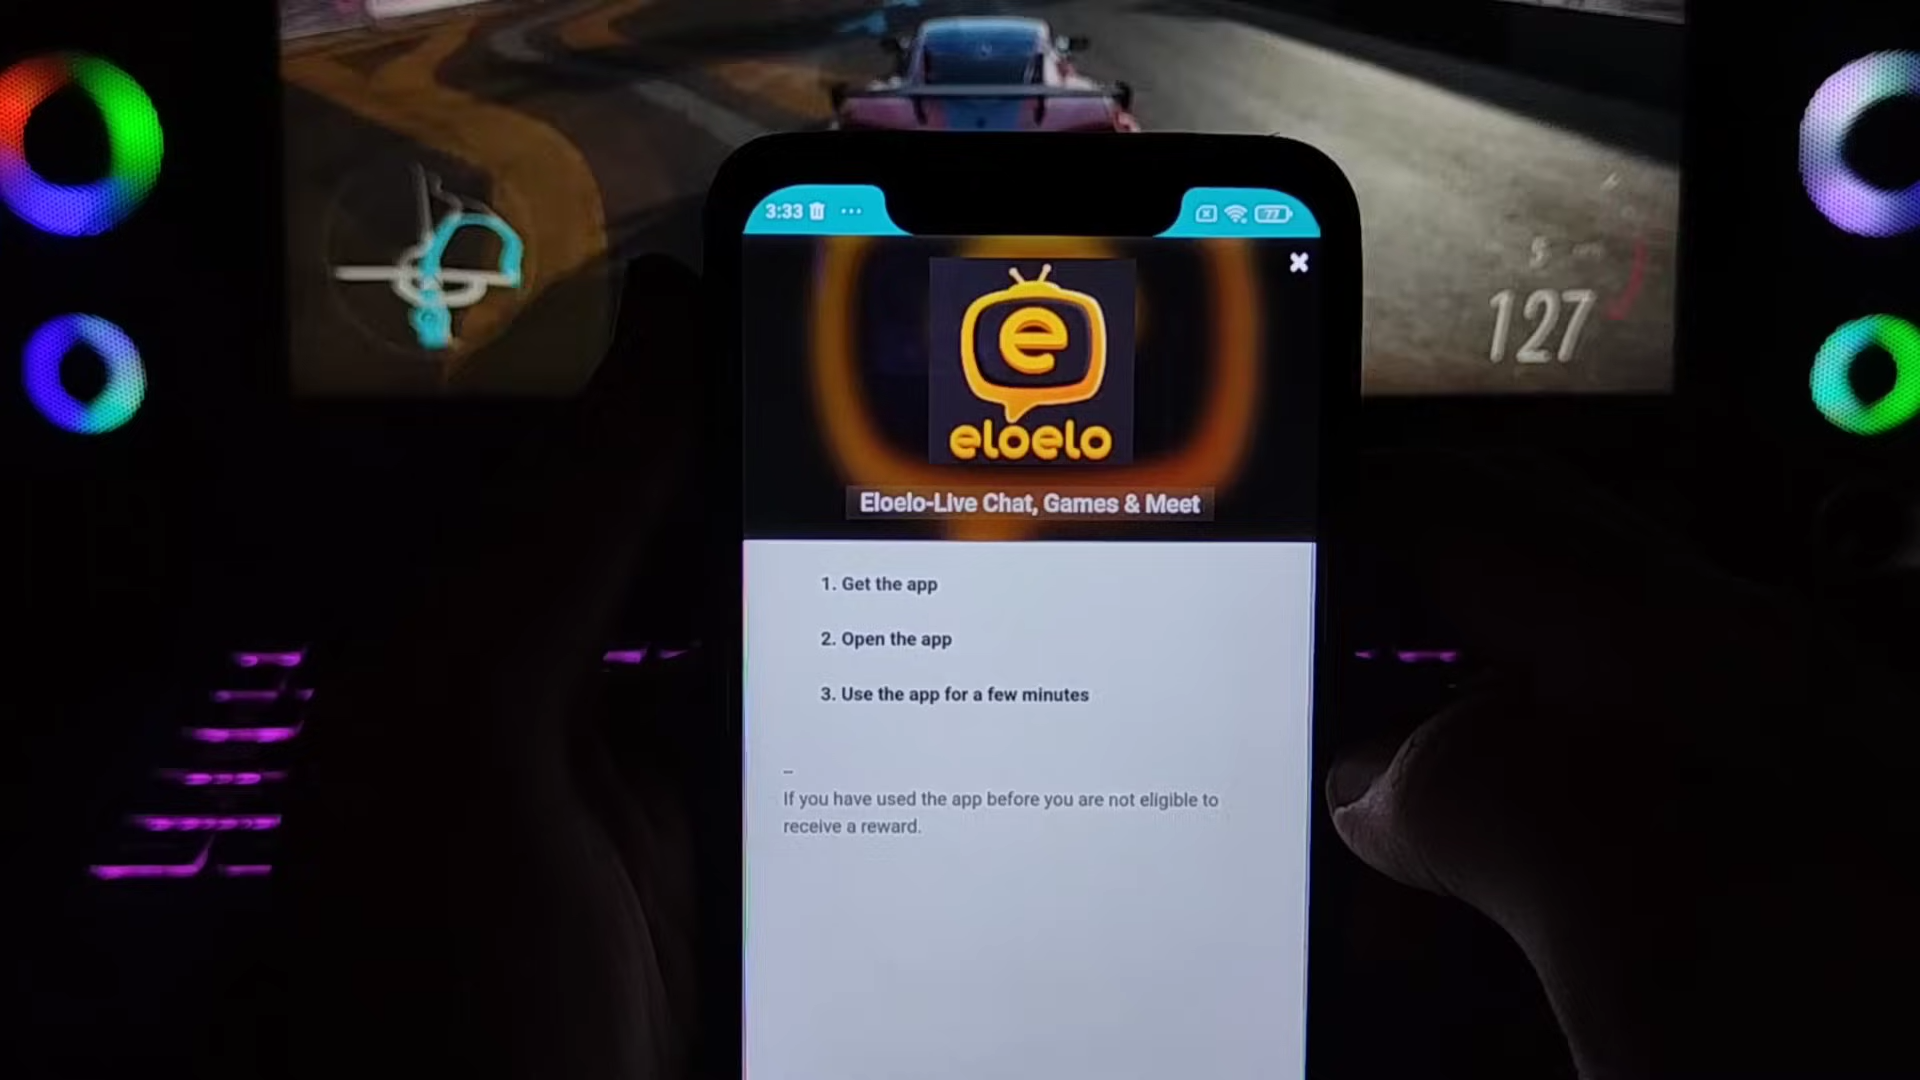 3:33
77
e
eloelo
Eloelo-Live Chat, Games & Meet
1. Get the app
2. Open the app
3. Use the app for a few minutes
--
If you have used the app before you are not eligible to
receive a reward.
5
127